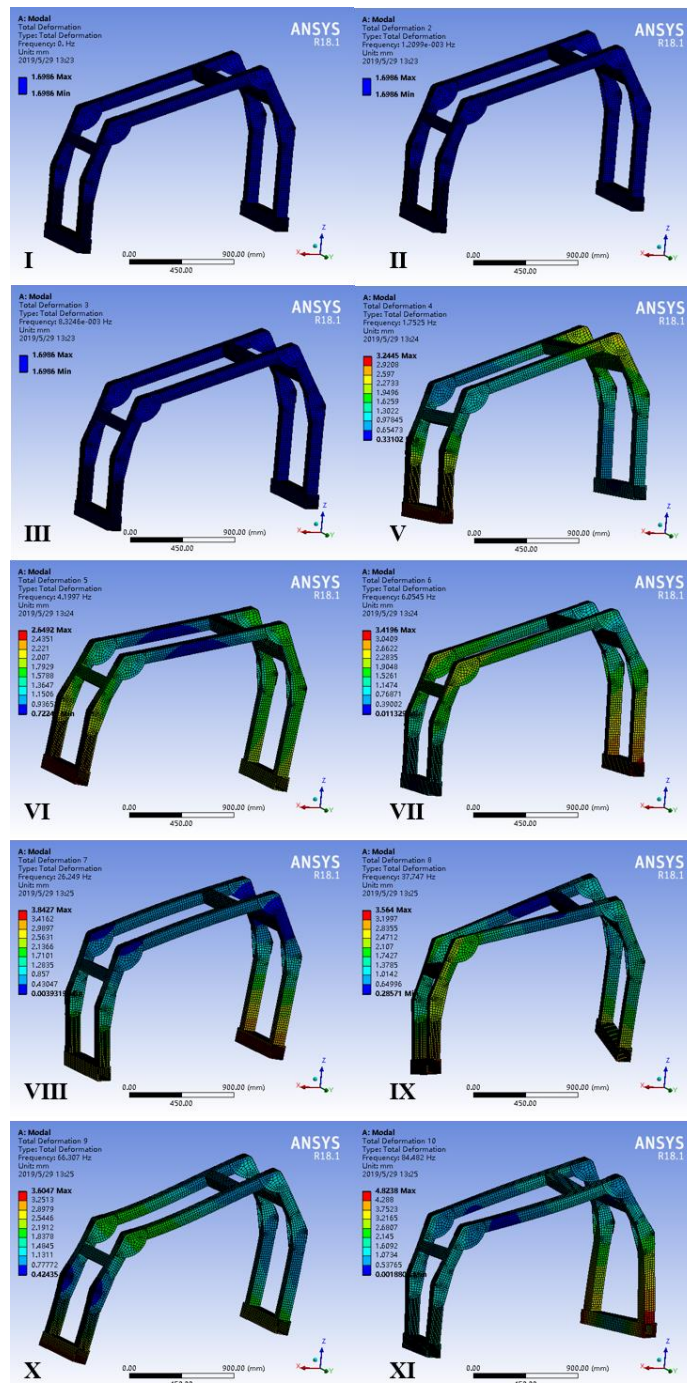 A: Modal
Total Deformation
Type: Total Deformation
Frequency: 0. Hz
Unit: mm
2019/5/29 13:23
1.6986 Max
1.6986 Min
ANSYS
R18.1
0.00
900.00 (mm)
450.00
Z
X
Y
I
A: Modal
Total Deformation 2
Type: Total Deformation
Frequency: 1.2099e-003 Hz
Unit: mm
2019/5/29 13:23
1.6986 Max
1.6986 Min
ANSYS
R18.1
0.00
900.00 (mm)
450.00
Z
X
Y
II
A: Modal
Total Deformation 3
Type: Total Deformation
Frequency: 8.3246e-003 Hz
Unit: mm
2019/5/29 13:23
1.6986 Max
1.6986 Min
ANSYS
R18.1
0.00
900.00 (mm)
450.00
Z
X
Y
III
A: Modal
Total Deformation 4
Type: Total Deformation
Frequency: 1.7525 Hz
Unit: mm
2019/5/29 13:24
3.2445 Max
2.9208
2.597
2.2733
1.9496
1.6259
1.3022
0.97845
0.65473
0.33102
ANSYS
R18.1
0.00
900.00 (mm)
450.00
Z
X
Y
V
A: Modal
Total Deformation 5
Type: Total Deformation
Frequency: 4.1997 Hz
Unit: mm
2019/5/29 13:24
2.6492 Max
2.4351
2.221
2.007
1.7929
1.5788
1.3647
1.1506
0.9365
0.7224
ANSYS
R18.1
0.00
900.00 (mm)
450.00
Z
X
Y
VI
A: Modal
Total Deformation 6
Type: Total Deformation
Frequency: 6.0545 Hz
Unit: mm
2019/5/29 13:24
3.4196 Max
3.0409
2.6622
2.2835
1.9048
1.5261
1.1474
0.76871
0.39002
0.011329
ANSYS
R18.1
0.00
900.00 (mm)
450.00
Z
X
Y
VII
A: Modal
Total Deformation 7
Type: Total Deformation
Frequency: 26.249 Hz
Unit: mm
2019/5/29 13:25
3.8427 Max
3.4162
2.9897
2.5631
2.1366
1.7101
1.2835
0.857
0.43047
ANSYS
R18.1
0.00
900.00 (mm)
450.00
Z
X
Y
VIII
A: Modal
Total Deformation 8
Type: Total Deformation
Frequency: 37.747 Hz
Unit: mm
2019/5/29 13:25
3.564 Max
3.1997
2.8355
2.4712
2.107
1.7427
1.3785
1.0142
0.64996
0.28571 Min
ANSYS
R18.1
0.00
900.00 (mm)
450.00
Z
X
Y
IX
A: Modal
Total Deformation 9
Type: Total Deformation
Frequency: 66.307 Hz
Unit: mm
2019/5/29 13:25
3.6047 Max
3.2513
2.8979
2.5446
2.1912
1.8378
1.4845
1.1311
0.77772
0.42435
ANSYS
R18.1
0.00
900.00 (mm)
Z
X
Y
X
A: Modal
Total Deformation 10
Type: Total Deformation
Frequency: 84.482 Hz
Unit: mm
2019/5/29 13:25
4.8238 Max
4.288
3.7523
3.2165
2.6807
2.145
1.6092
1.0734
0.53765
ANSYS
R18.1
0.00
900.00 (mm)
Z
X
Y
XI